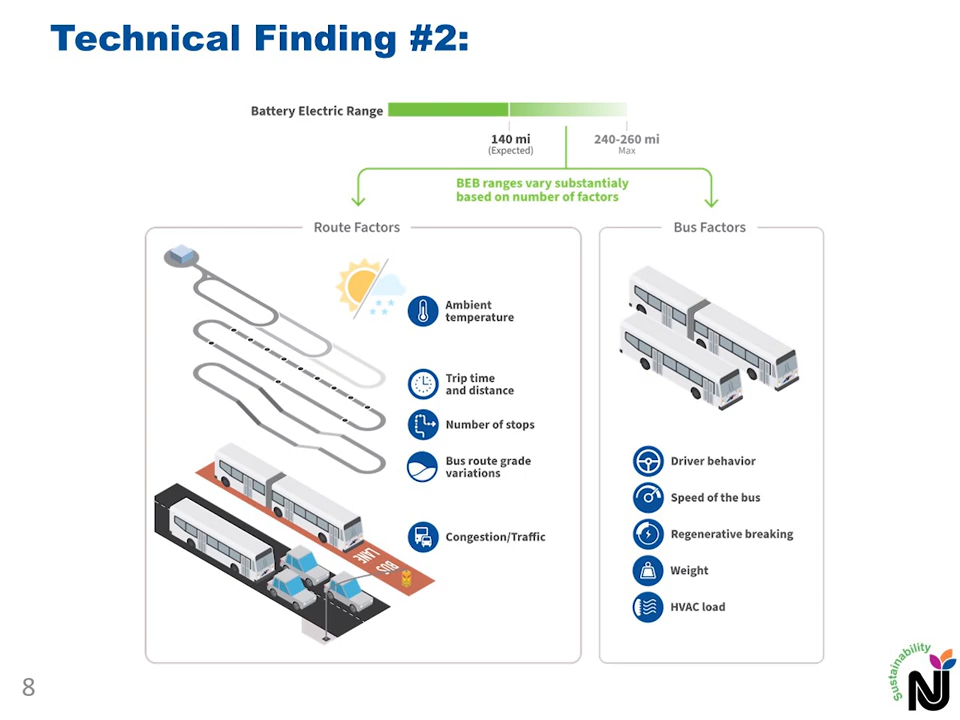 Technical Finding #2:
Battery Electric Range
140 mi
(Expected)
240-260 mi
Max
BEB ranges vary substantialy
based on number of factors
Route Factors
Ambient
temperature
Trip time
and distance
Number of stops
Bus route grade
variations
Congestion/Traffic
BUS
LANE
Bus Factors
Driver behavior
Speed of the bus
Regenerative breaking
Weight
HVAC load
8
Sustainability
NJ